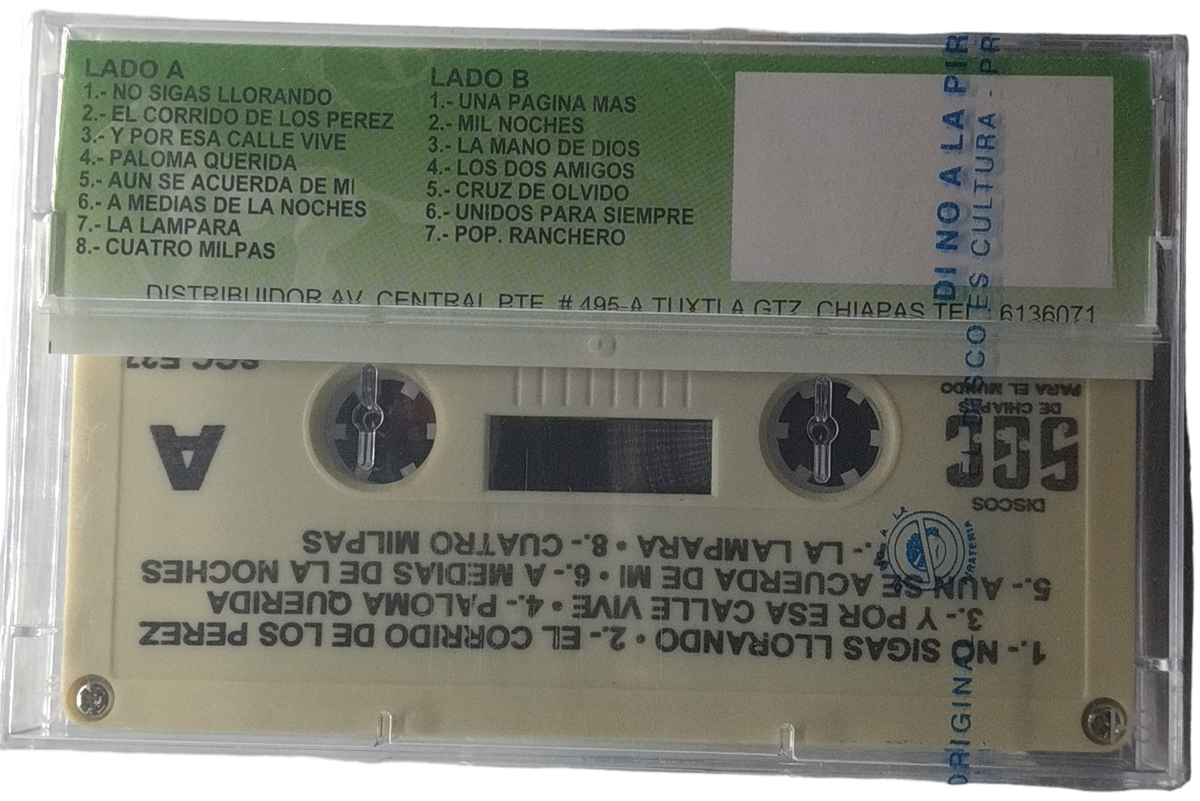 LADO A
1.- NO SIGAS LLORANDO
2.- EL CORRIDO DE LOS PEREZ
3.- Y POR ESA CALLE VIVE
4.- PALOMA QUERIDA
5.- AUN SE ACUERDA DE MI
6.- A MEDIAS DE LA NOCHES
7.- LA LAMPARA
8.- CUATRO MILPAS
LADO B
1.- UNA PAGINA MAS
2.- MIL NOCHES
3.- LA MANO DE DIOS
4.- LOS DOS AMIGOS
5.- CRUZ DE OLVIDO
6.- UNIDOS PARA SIEMPRE
7.- POP. RANCHERO
DISTRIBUIDOR AV. CENTRAL PTE. # 495-A TUXTLA GTZ. CHIAPAS TEL. 6136071
DI NO A LA PIR
EL DISCO ES CULTURA - PR
ORIGINAL
1.- NO SIGAS LLORANDO • 2.- EL CORRIDO DE LOS PEREZ
3.- Y POR ESA CALLE VIVE • 4.- PALOMA QUERIDA
5.- AUN SE ACUERDA DE MI • 6.- A MEDIAS DE LA NOCHES
7.- LA LAMPARA • 8.- CUATRO MILPAS
DISCOS
SGC
DE CHIAPAS
PARA EL MUNDO
A